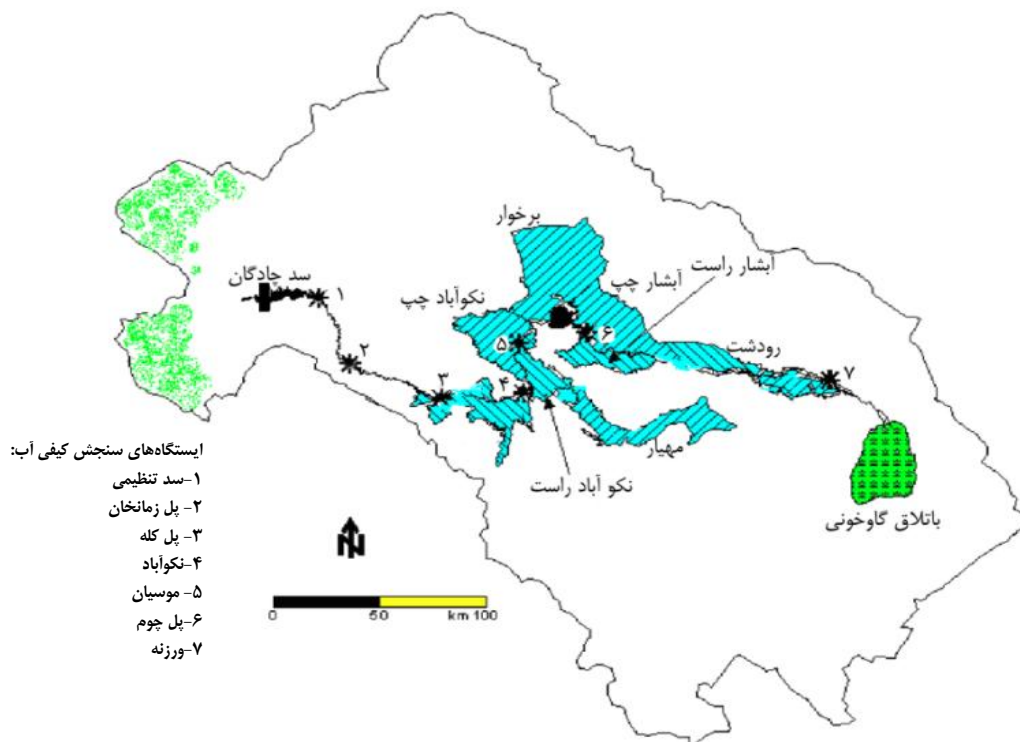 برخوار
آبشار راست
آبشار چپ
سد چادگان
نکوآباد چپ
۱
۶
۵
رودشت
۲
۷
۳
۴
مهیار
نکو آباد راست
باتلاق گاوخونی
ایستگاه‌های سنجش کیفی آب:
۱-سد تنظیمی
۲- پل زمانخان
۳- پل کله
۴-نکوآباد
۵- موسیان
۶-پل چوم
۷-ورزنه
N
0 50 km 100